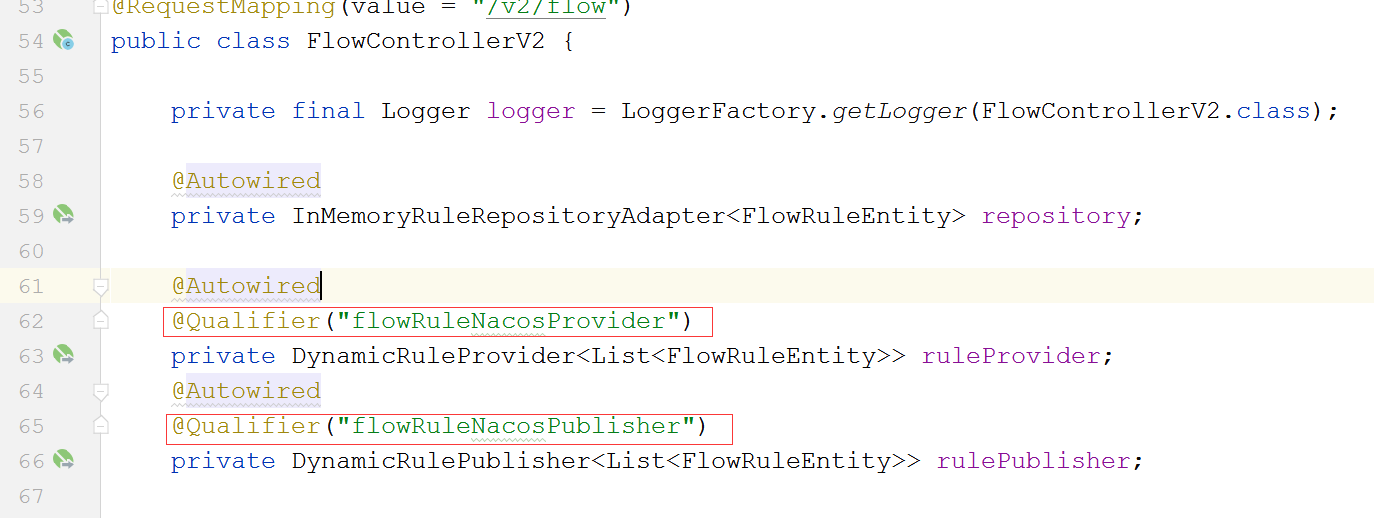 53 @RequestMapping(value = "/v2/flow")
54 public class FlowControllerV2 {
55
56 private final Logger logger = LoggerFactory.getLogger(FlowControllerV2.class);
57
58 @Autowired
59 private InMemoryRuleRepositoryAdapter<FlowRuleEntity> repository;
60
61 @Autowired
62 @Qualifier("flowRuleNacosProvider")
63 private DynamicRuleProvider<List<FlowRuleEntity>> ruleProvider;
64 @Autowired
65 @Qualifier("flowRuleNacosPublisher")
66 private DynamicRulePublisher<List<FlowRuleEntity>> rulePublisher;
67